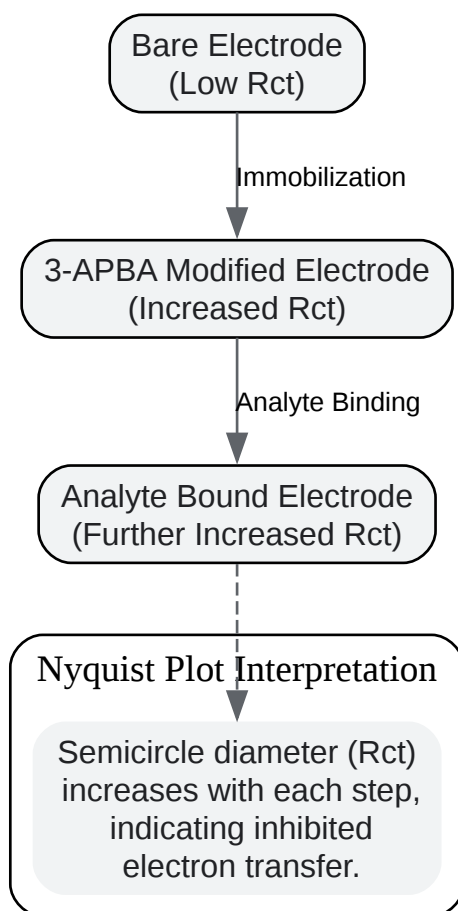 Bare Electrode
(Low Rct)
Immobilization
3-APBA Modified Electrode
(Increased Rct)
Analyte Binding
Analyte Bound Electrode
(Further Increased Rct)
Nyquist Plot Interpretation
Semicircle diameter (Rct)
increases with each step,
indicating inhibited
electron transfer.